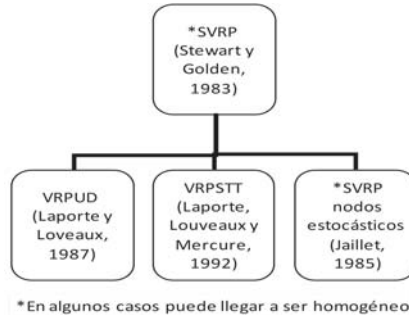 *SVRP
(Stewart y
Golden,
1983)
VRPUD
(Laporte y
Loveaux,
1987)
VRPSTT
(Laporte,
Louveaux y
Mercure,
1992)
*SVRP
nodos
estocásticos
(Jaillet,
1985)
*En algunos casos puede llegar a ser homogéneo